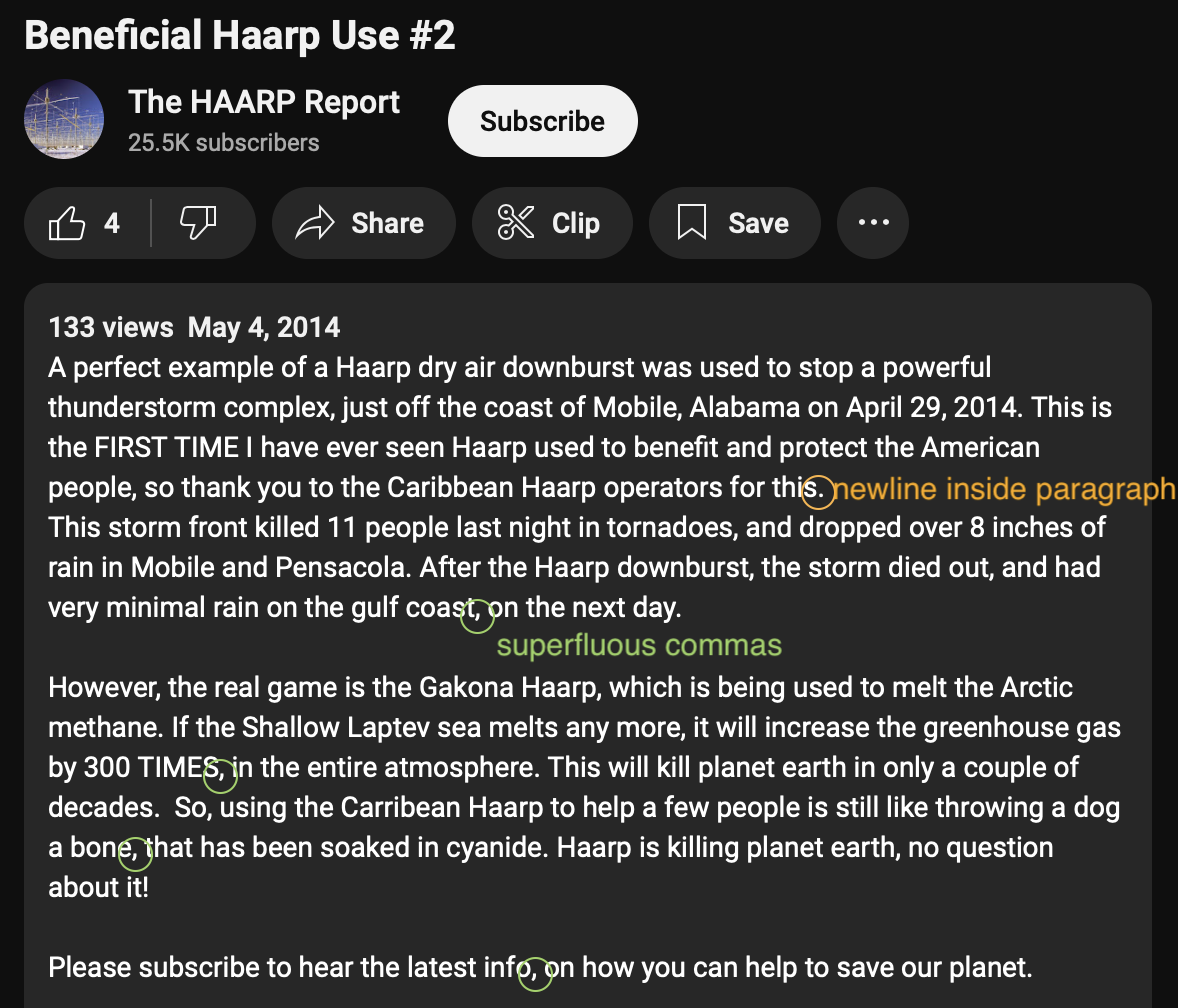 Beneficial Haarp Use #2
The HAARP Report
25.5K subscribers
Subscribe
4
Share
Clip
Save
133 views  May 4, 2014
A perfect example of a Haarp dry air downburst was used to stop a powerful
thunderstorm complex, just off the coast of Mobile, Alabama on April 29, 2014. This is
the FIRST TIME I have ever seen Haarp used to benefit and protect the American
people, so thank you to the Caribbean Haarp operators for this. newline inside paragraph
This storm front killed 11 people last night in tornadoes, and dropped over 8 inches of
rain in Mobile and Pensacola. After the Haarp downburst, the storm died out, and had
very minimal rain on the gulf coast, on the next day.
superfluous commas
However, the real game is the Gakona Haarp, which is being used to melt the Arctic
methane. If the Shallow Laptev sea melts any more, it will increase the greenhouse gas
by 300 TIMES, in the entire atmosphere. This will kill planet earth in only a couple of
decades.  So, using the Carribean Haarp to help a few people is still like throwing a dog
a bone, that has been soaked in cyanide. Haarp is killing planet earth, no question
about it!
Please subscribe to hear the latest info, on how you can help to save our planet.